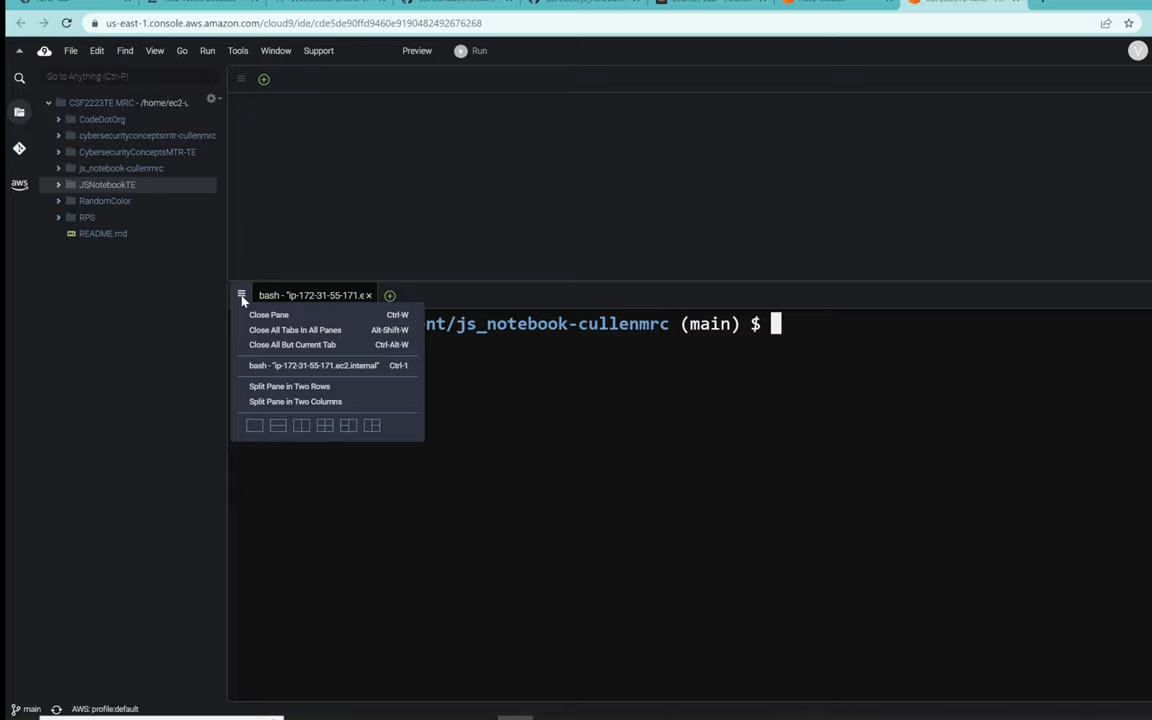 us-east-1.console.aws.amazon.com/cloud9/ide/cde5de90ffd9460e9190482492676268
File Edit Find View Go Run Tools Window Support Preview Run
V
Go to Anything (Ctrl-P)
CSF2223TE MRC - /home/ec2-u
CodeDotOrg
cybersecurityconceptsmtr-cullenmrc
CybersecurityConceptsMTR-TE
aws
js_notebook-cullenmrc
JSNotebookTE
RandomColor
RPS
README.md
bash - "ip-172-31-55-171.e ×
Close Pane Ctrl-W
Close All Tabs In All Panes Alt-Shift-W
Close All But Current Tab Ctrl-Alt-W
bash - "ip-172-31-55-171.ec2.internal" Ctrl-1
Split Pane in Two Rows
Split Pane in Two Columns
nt/js_notebook-cullenmrc (main) $
main AWS: profile:default